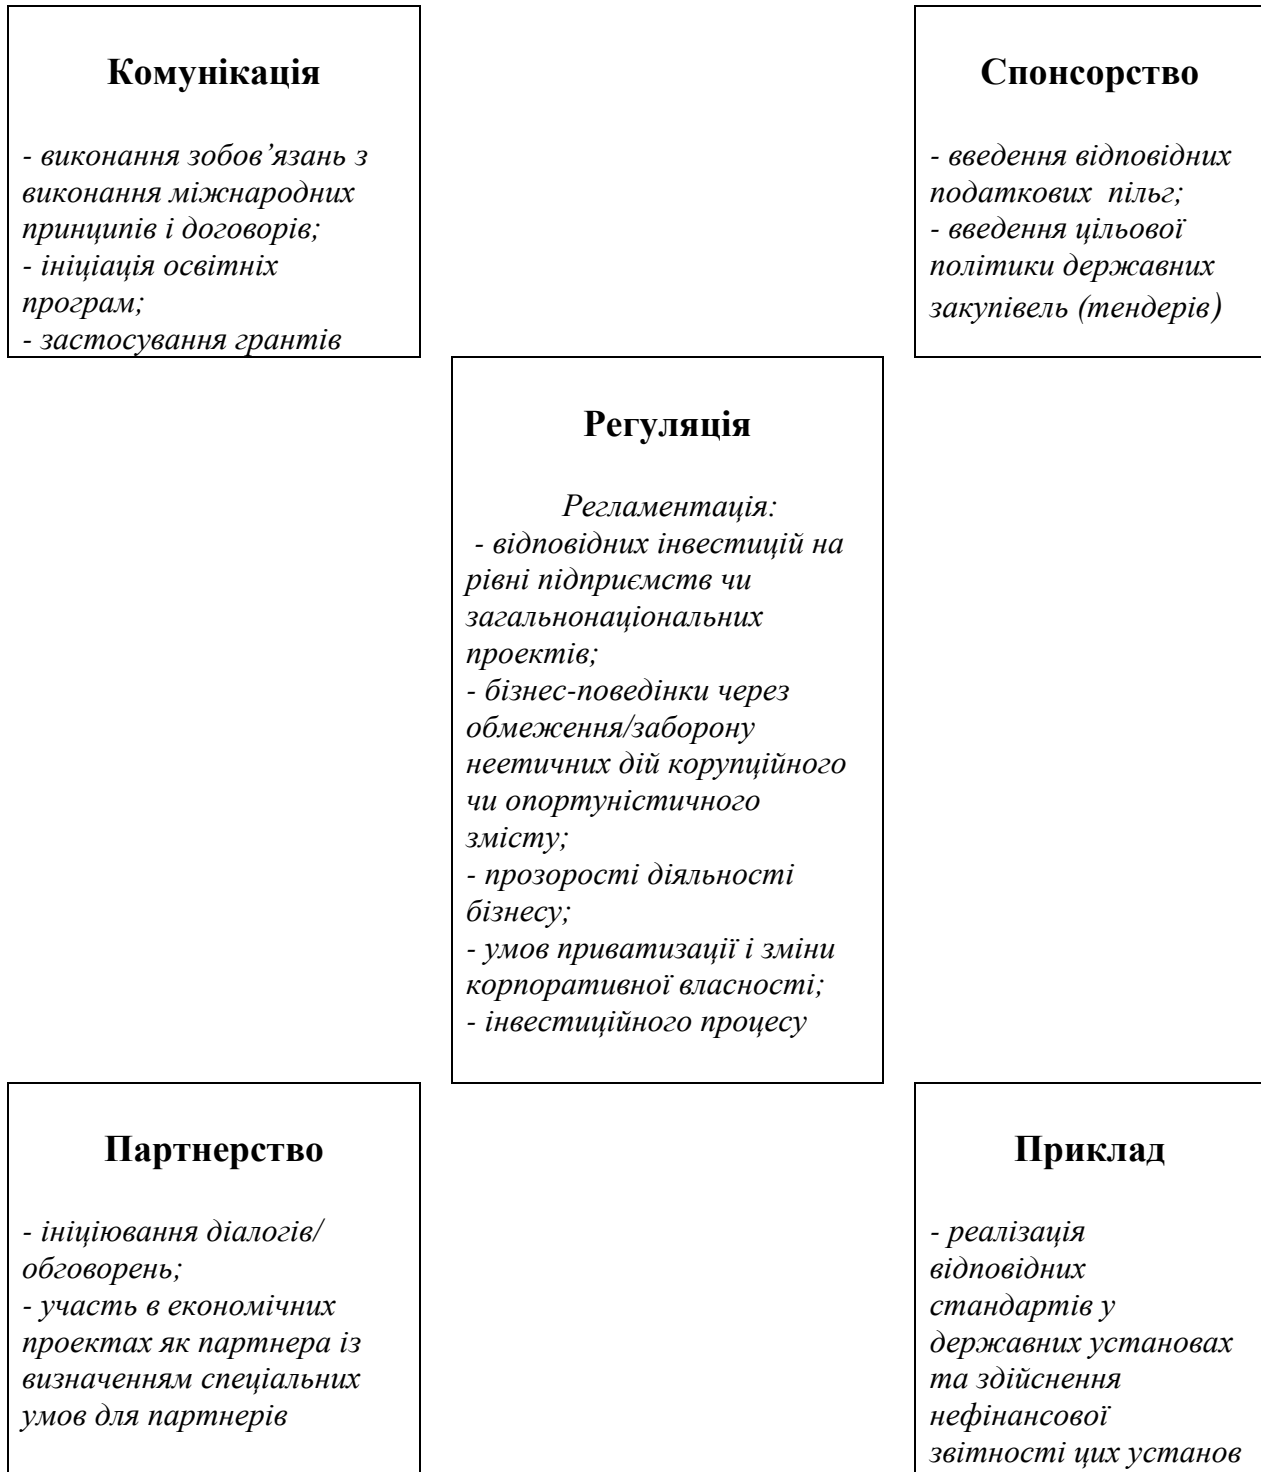 Комунікація
- виконання зобов’язань з
виконання міжнародних
принципів і договорів;
- ініціація освітніх
програм;
- застосування грантів
Спонсорство
- введення відповідних
податкових пільг;
- введення цільової
політики державних
закупівель (тендерів)
Регуляція
Регламентація:
- відповідних інвестицій на
рівні підприємств чи
загальнонаціональних
проектів;
- бізнес-поведінки через
обмеження/заборону
неетичних дій корупційного
чи опортуністичного
змісту;
- прозорості діяльності
бізнесу;
- умов приватизації і зміни
корпоративної власності;
- інвестиційного процесу
Партнерство
- ініціювання діалогів/
обговорень;
- участь в економічних
проектах як партнера із
визначенням спеціальних
умов для партнерів
Приклад
- реалізація
відповідних
стандартів у
державних установах
та здійснення
нефінансової
звітності цих установ